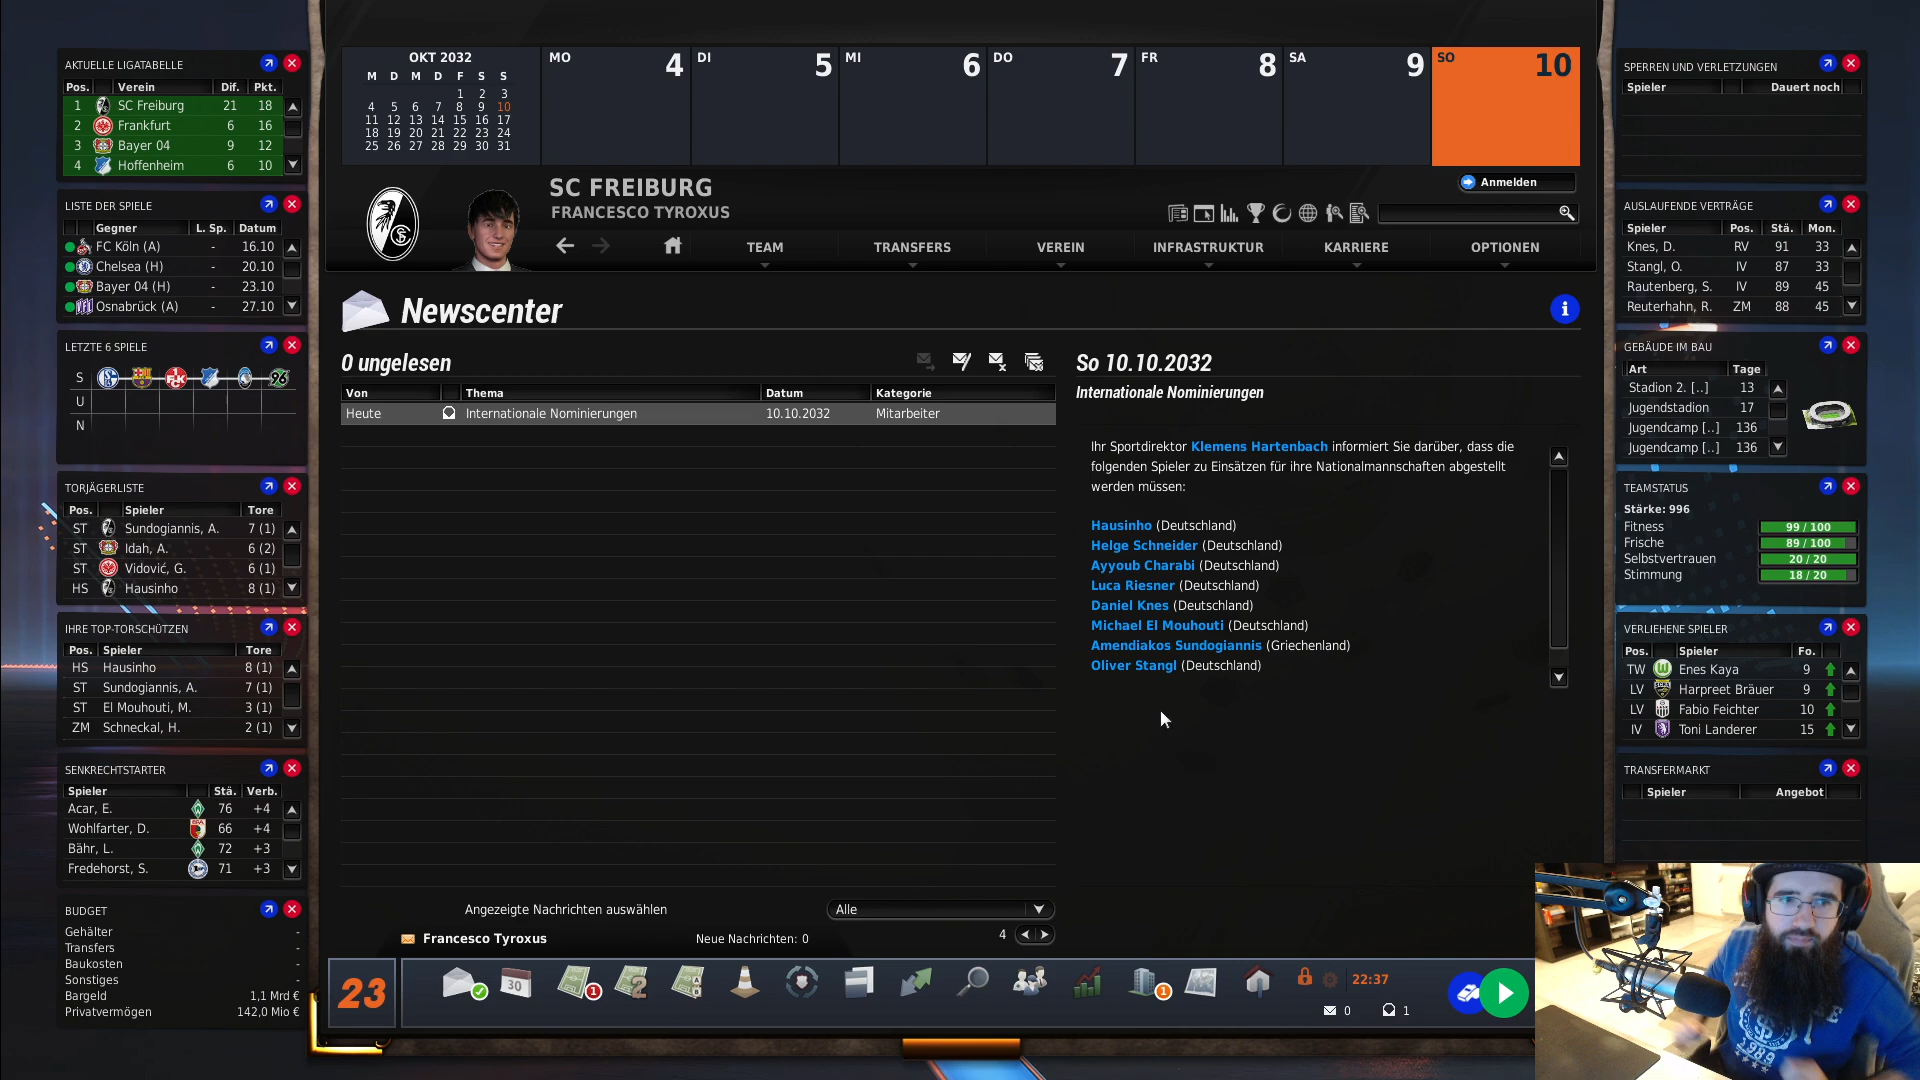 AKTUELLE LIGATABELLE
Pos. Verein Dif. Pkt.
1 SC Freiburg 21 18
2 Frankfurt 6 16
3 Bayer 04 9 12
4 Hoffenheim 6 10
LISTE DER SPIELE
Gegner L. Sp. Datum
FC Köln (A) - 16.10
Chelsea (H) - 20.10
Bayer 04 (H) - 23.10
Osnabrück (A) - 27.10
LETZTE 6 SPIELE
S
U
N
TORJÄGERLISTE
Pos. Spieler Tore
ST Sundogiannis, A. 7 (1)
ST Idah, A. 6 (2)
ST Vidović, G. 6 (1)
HS Hausinho 8 (1)
IHRE TOP-TORSCHÜTZEN
Pos. Spieler Tore
HS Hausinho 8 (1)
ST Sundogiannis, A. 7 (1)
ST El Mouhouti, M. 3 (1)
ZM Schneckal, H. 2 (1)
SENKRECHTSTARTER
Spieler Stä. Verb.
Acar, E. 76 +4
Wohlfarter, D. 66 +4
Bähr, L. 72 +3
Fredehorst, S. 71 +3
BUDGET
Gehälter -
Transfers -
Baukosten -
Sonstiges -
Bargeld 1,1 Mrd €
Privatvermögen 142,0 Mio €
OKT 2032
M D M D F S S
1 2 3
4 5 6 7 8 9 10
11 12 13 14 15 16 17
18 19 20 21 22 23 24
25 26 27 28 29 30 31
MO 4 DI 5 MI 6 DO 7 FR 8 SA 9 SO 10
SC FREIBURG
FRANCESCO TYROXUS
Anmelden
TEAM TRANSFERS VEREIN INFRASTRUKTUR KARRIERE OPTIONEN
Newscenter
0 ungelesen
Von Thema Datum Kategorie
Heute Internationale Nominierungen 10.10.2032 Mitarbeiter
So 10.10.2032
Internationale Nominierungen
Ihr Sportdirektor Klemens Hartenbach informiert Sie darüber, dass die
folgenden Spieler zu Einsätzen für ihre Nationalmannschaften abgestellt
werden müssen:
Hausinho (Deutschland)
Helge Schneider (Deutschland)
Ayyoub Charabi (Deutschland)
Luca Riesner (Deutschland)
Daniel Knes (Deutschland)
Michael El Mouhouti (Deutschland)
Amendiakos Sundogiannis (Griechenland)
Oliver Stangl (Deutschland)
Angezeigte Nachrichten auswählen Alle
Francesco Tyroxus Neue Nachrichten: 0 4
23 30 1 2 1 22:37
0 1
SPERREN UND VERLETZUNGEN
Spieler Dauert noch
AUSLAUFENDE VERTRÄGE
Spieler Pos. Stä. Mon.
Knes, D. RV 91 33
Stangl, O. IV 87 33
Rautenberg, S. IV 89 45
Reuterhahn, R. ZM 88 45
GEBÄUDE IM BAU
Art Tage
Stadion 2. [..] 13
Jugendstadion 17
Jugendcamp [..] 136
Jugendcamp [..] 136
TEAMSTATUS
Stärke: 996
Fitness 99 / 100
Frische 89 / 100
Selbstvertrauen 20 / 20
Stimmung 18 / 20
VERLIEHENE SPIELER
Pos. Spieler Fo.
TW Enes Kaya 9
LV Harpreet Bräuer 9
LV Fabio Feichter 10
IV Toni Landerer 15
TRANSFERMARKT
Spieler Angebot
1989